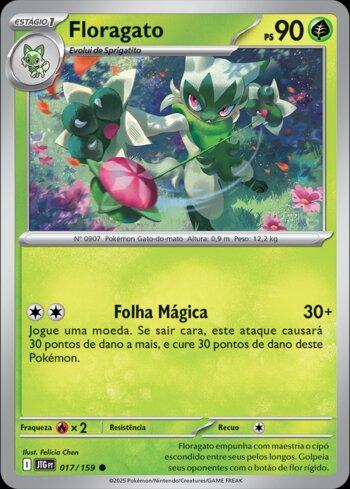 ESTÁGIO 1
Floragato
PS 90
Evolui de Sprigatito
Nº 0907 Pokémon Gato-do-mato Altura: 0,9 m Peso: 12,2 kg
Folha Mágica 30+
Jogue uma moeda. Se sair cara, este ataque causará
30 pontos de dano a mais, e cure 30 pontos de dano deste
Pokémon.
Fraqueza × 2 Resistência Recuo
Ilust. Felicia Chen
I JTG PT 017/159
Floragato empunha com maestria o cipó
escondido entre seus pelos longos. Golpeia
seus oponentes com o botão de flor rígido.
©2025 Pokémon/Nintendo/Creatures/GAME FREAK